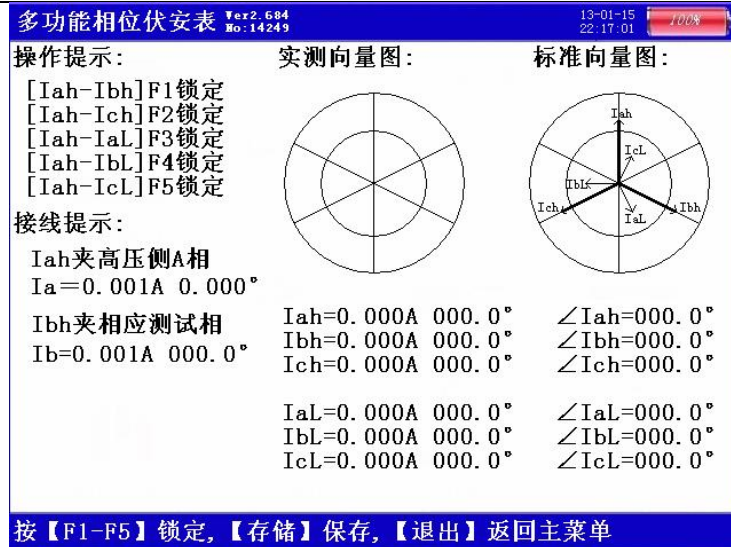 多功能相位伏安表 Ver2.684 No:14249
13-01-15 22:17:01 100%
操作提示:
[Iah-Ibh]F1锁定
[Iah-Ich]F2锁定
[Iah-IaL]F3锁定
[Iah-IbL]F4锁定
[Iah-IcL]F5锁定
接线提示:
Iah夹高压侧A相
Ia=0.001A 0.000°
Ibh夹相应测试相
Ib=0.001A 000.0°
实测向量图:
Iah=0.000A 000.0°
Ibh=0.000A 000.0°
Ich=0.000A 000.0°
IaL=0.000A 000.0°
IbL=0.000A 000.0°
IcL=0.000A 000.0°
标准向量图:
Iah
IcL
IbL
Ich
IaL
Ibh
∠Iah=000.0°
∠Ibh=000.0°
∠Ich=000.0°
∠IaL=000.0°
∠IbL=000.0°
∠IcL=000.0°
按【F1-F5】锁定,【存储】保存,【退出】返回主菜单